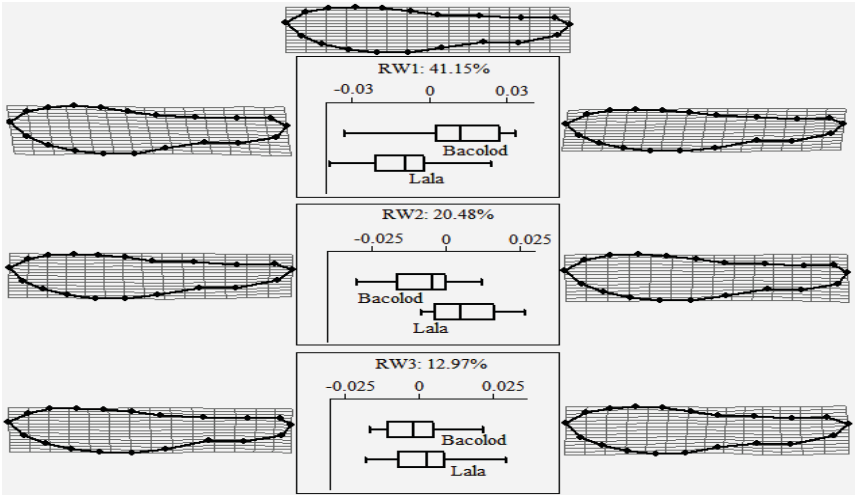 RW1: 41.15%
-0.03 0 0.03
Bacolod
Lala
RW2: 20.48%
-0.025 0 0.025
Bacolod
Lala
RW3: 12.97%
-0.025 0 0.025
Bacolod
Lala